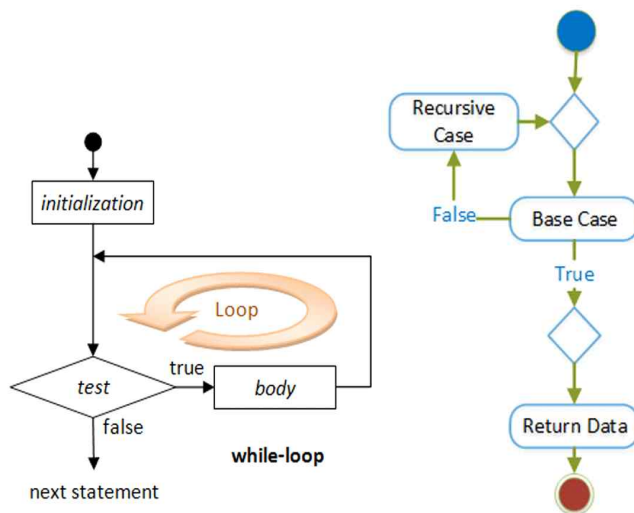 initialization
Loop
test
true
body
false
while-loop
next statement
Recursive
Case
False
Base Case
True
Return Data